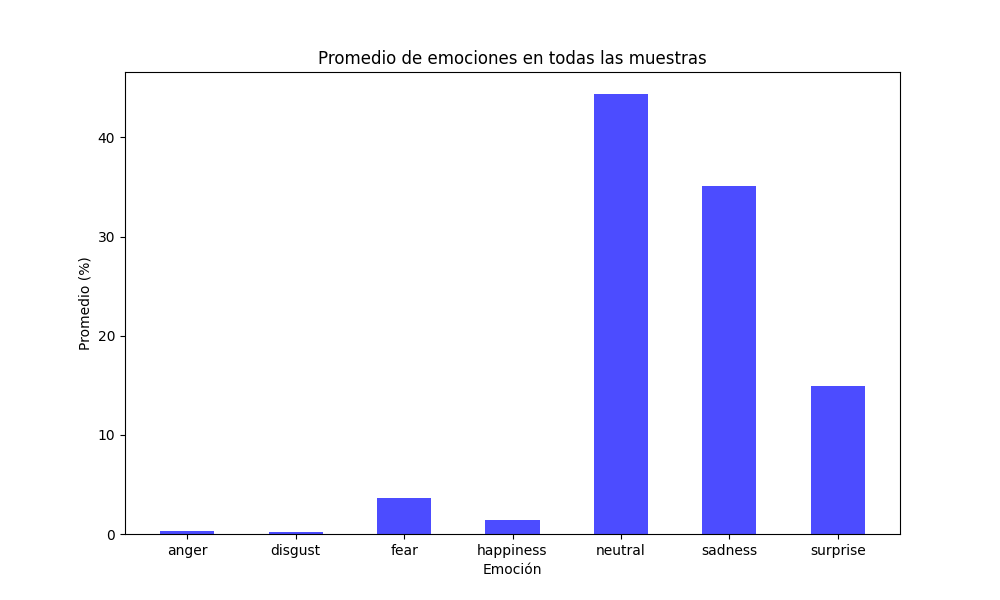 Promedio de emociones en todas las muestras
Promedio (%)
40
30
20
10
0
anger disgust fear happiness neutral sadness surprise
Emoción